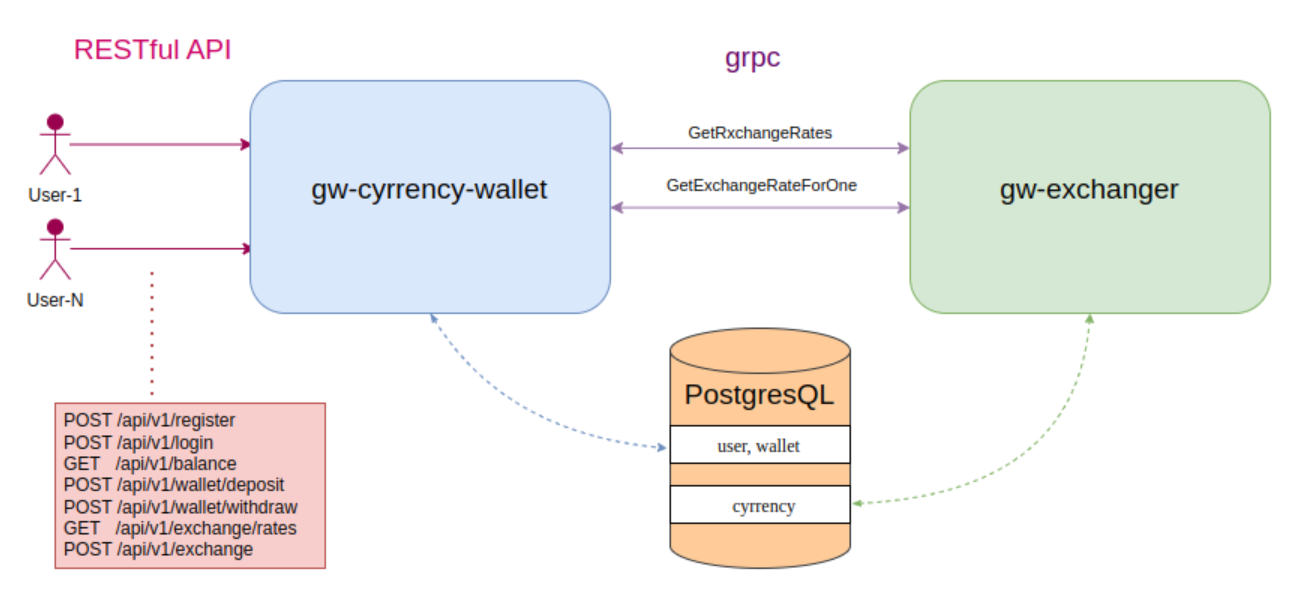 RESTful API
grpc
User-1
User-N
gw-cyrrency-wallet
GetRxchangeRates
GetExchangeRateForOne
gw-exchanger
PostgresQL
user, wallet
cyrrency
POST /api/v1/register
POST /api/v1/login
GET /api/v1/balance
POST /api/v1/wallet/deposit
POST /api/v1/wallet/withdraw
GET /api/v1/exchange/rates
POST /api/v1/exchange